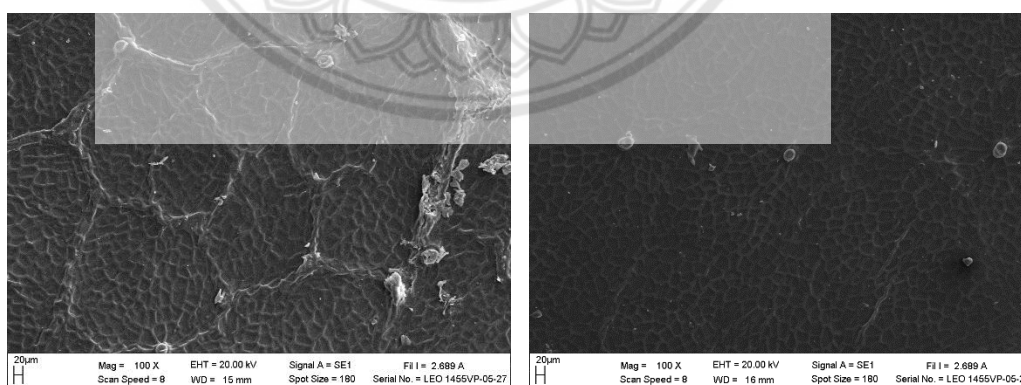 20µm
Mag = 100 X EHT = 20.00 kV Signal A = SE1 Fil I = 2.689 A
Scan Speed = 8 WD = 15 mm Spot Size = 180 Serial No. = LEO 1455VP-05-27
20µm
Mag = 100 X EHT = 20.00 kV Signal A = SE1 Fil I = 2.689 A
Scan Speed = 8 WD = 16 mm Spot Size = 180 Serial No. = LEO 1455VP-05-2